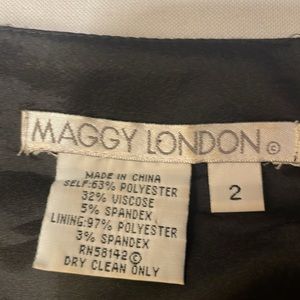 MAGGY LONDON ©
MADE IN CHINA
SELF:63% POLYESTER
32% VISCOSE
5% SPANDEX
LINING:97% POLYESTER
3% SPANDEX
RN58142©
DRY CLEAN ONLY
2